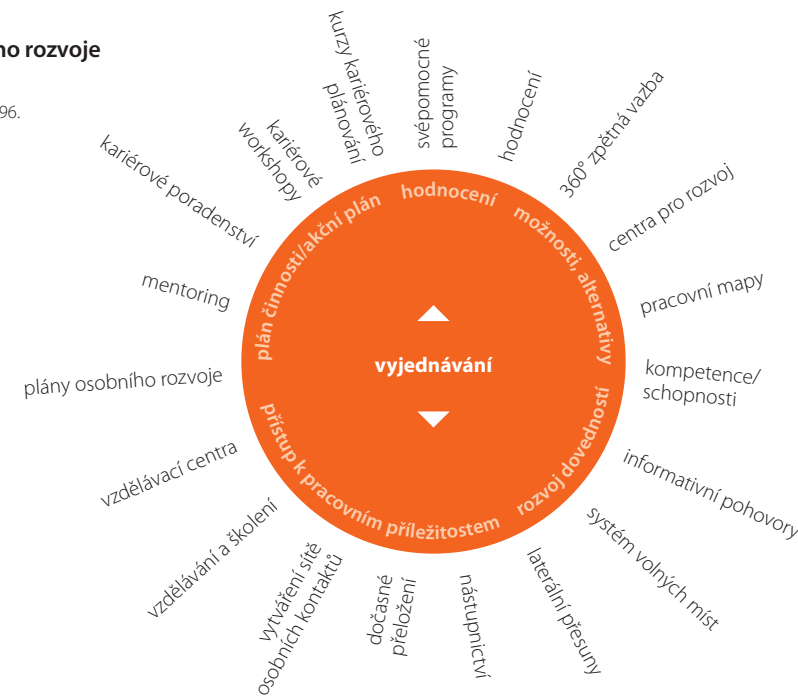 ho rozvoje
96.
kurzy kariérového
plánování
svépomocné
programy
hodnocení
360° zpětná vazba
centra pro rozvoj
pracovní mapy
kompetence/
schopnosti
informativní pohovory
systém volných míst
laterální přesuny
nástupnictví
dočasné
přeložení
vytváření sítě
osobních kontaktů
vzdělávání a školení
vzdělávací centra
plány osobního rozvoje
mentoring
kariérové poradenství
kariérové
workshopy
plán činnosti/akční plán
hodnocení
možnosti, alternativy
rozvoj dovedností
přístup k pracovním příležitostem
vyjednávání